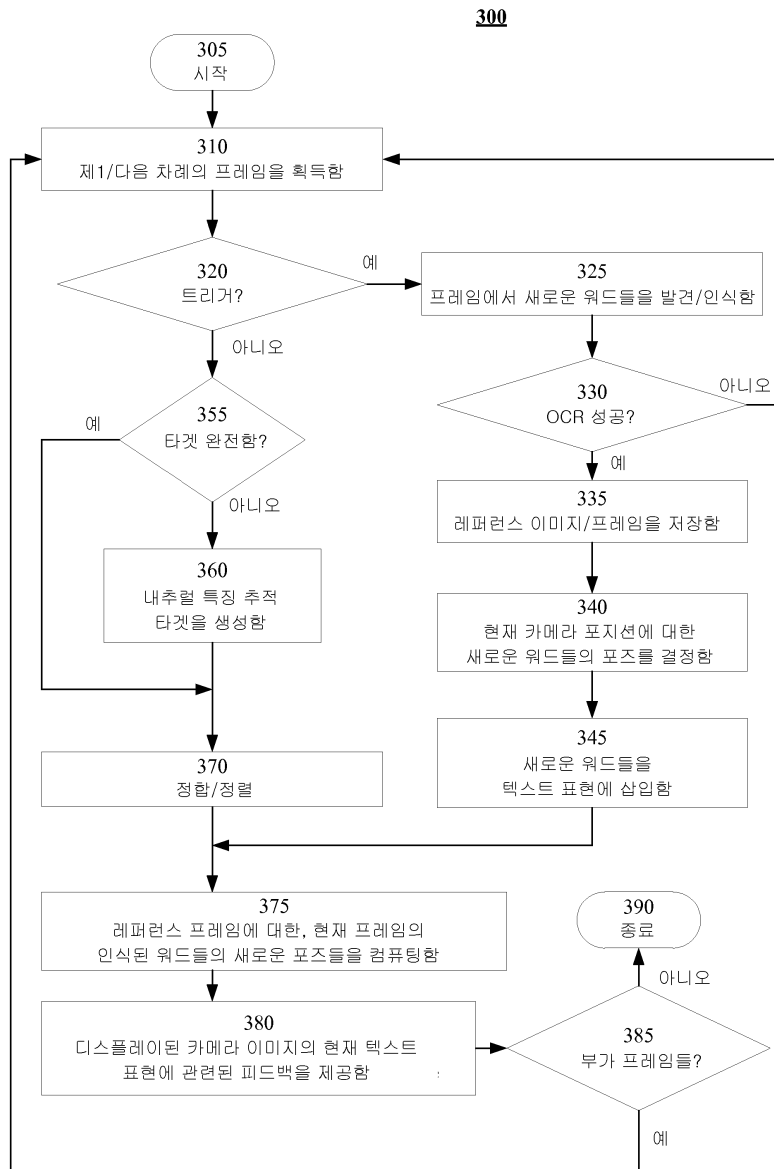 300
305
시작
310
제1/다음 차례의 프레임을 획득함
320
트리거?
예
325
프레임에서 새로운 워드들을 발견/인식함
아니오
330
OCR 성공?
아니오
예
355
타겟 완전함?
예
아니오
335
레퍼런스 이미지/프레임을 저장함
360
내추럴 특징 추적
타겟을 생성함
340
현재 카메라 포지션에 대한
새로운 워드들의 포즈를 결정함
345
새로운 워드들을
텍스트 표현에 삽입함
370
정합/정렬
375
레퍼런스 프레임에 대한, 현재 프레임의
인식된 워드들의 새로운 포즈들을 컴퓨팅함
380
디스플레이된 카메라 이미지의 현재 텍스트
표현에 관련된 피드백을 제공함
385
부가 프레임들?
아니오
390
종료
예